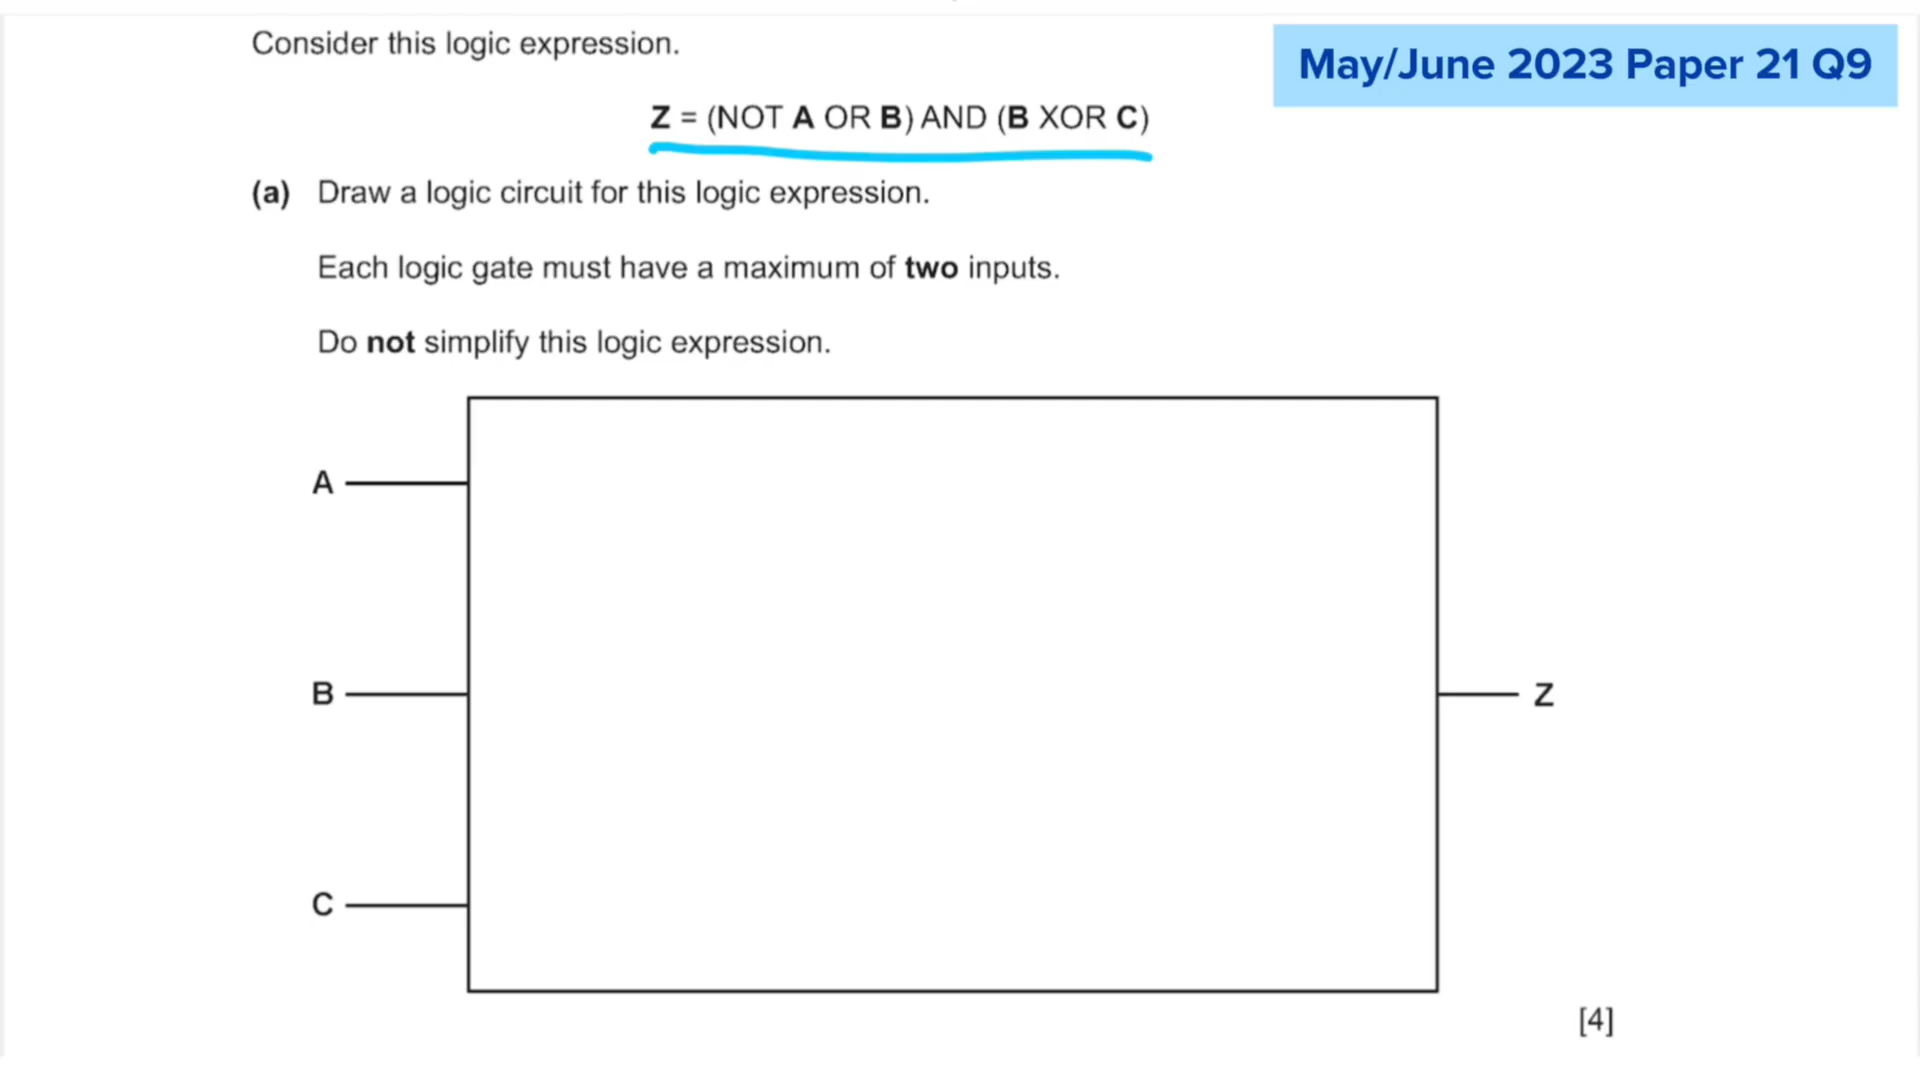 Consider this logic expression.
May/June 2023 Paper 21 Q9
Z = (NOT A OR B) AND (B XOR C)
(a) Draw a logic circuit for this logic expression.
Each logic gate must have a maximum of two inputs.
Do not simplify this logic expression.
A
B
Z
C
[4]